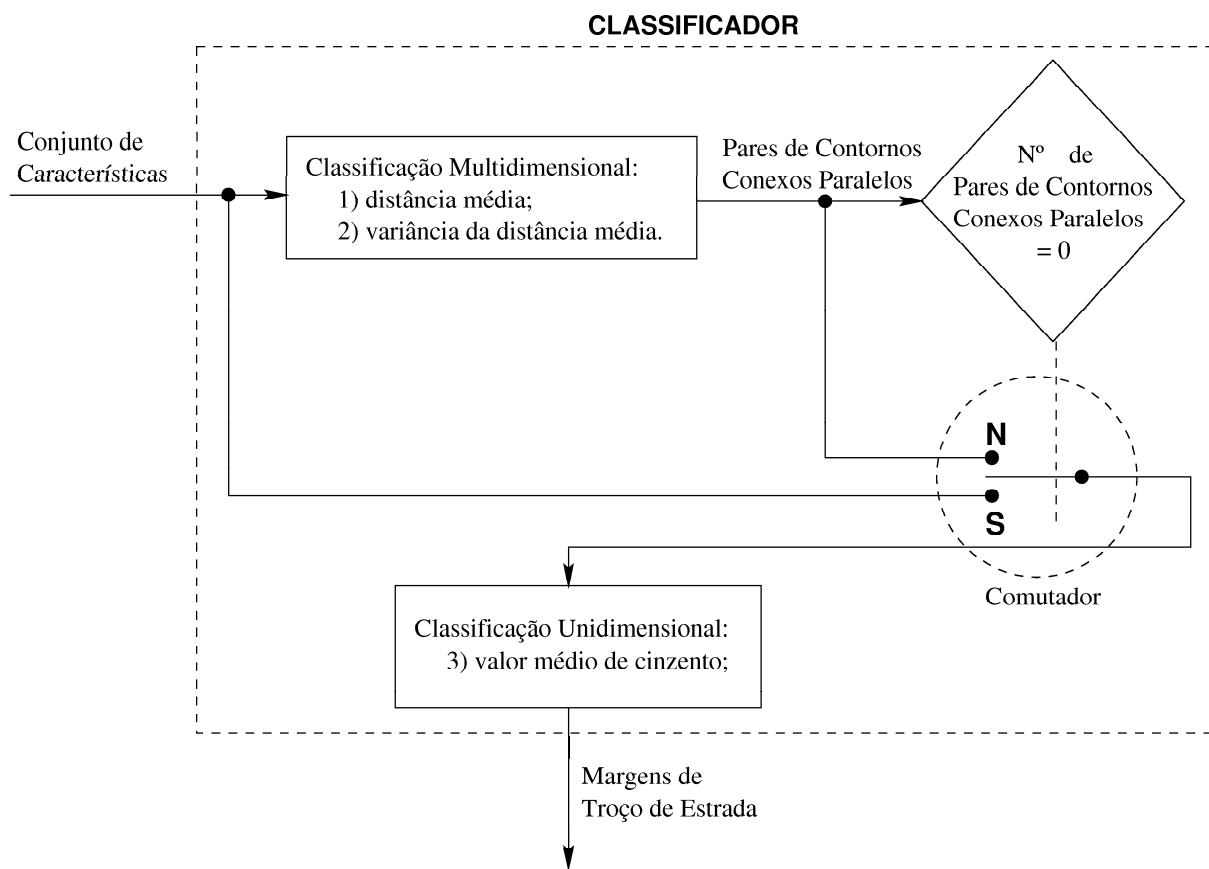 CLASSIFICADOR
Conjunto de
Características
Classificação Multidimensional:
1) distância média;
2) variância da distância média.
Pares de Contornos
Conexos Paralelos
Nº de
Pares de Contornos
Conexos Paralelos
= 0
N
S
Comutador
Classificação Unidimensional:
3) valor médio de cinzento;
Margens de
Troço de Estrada